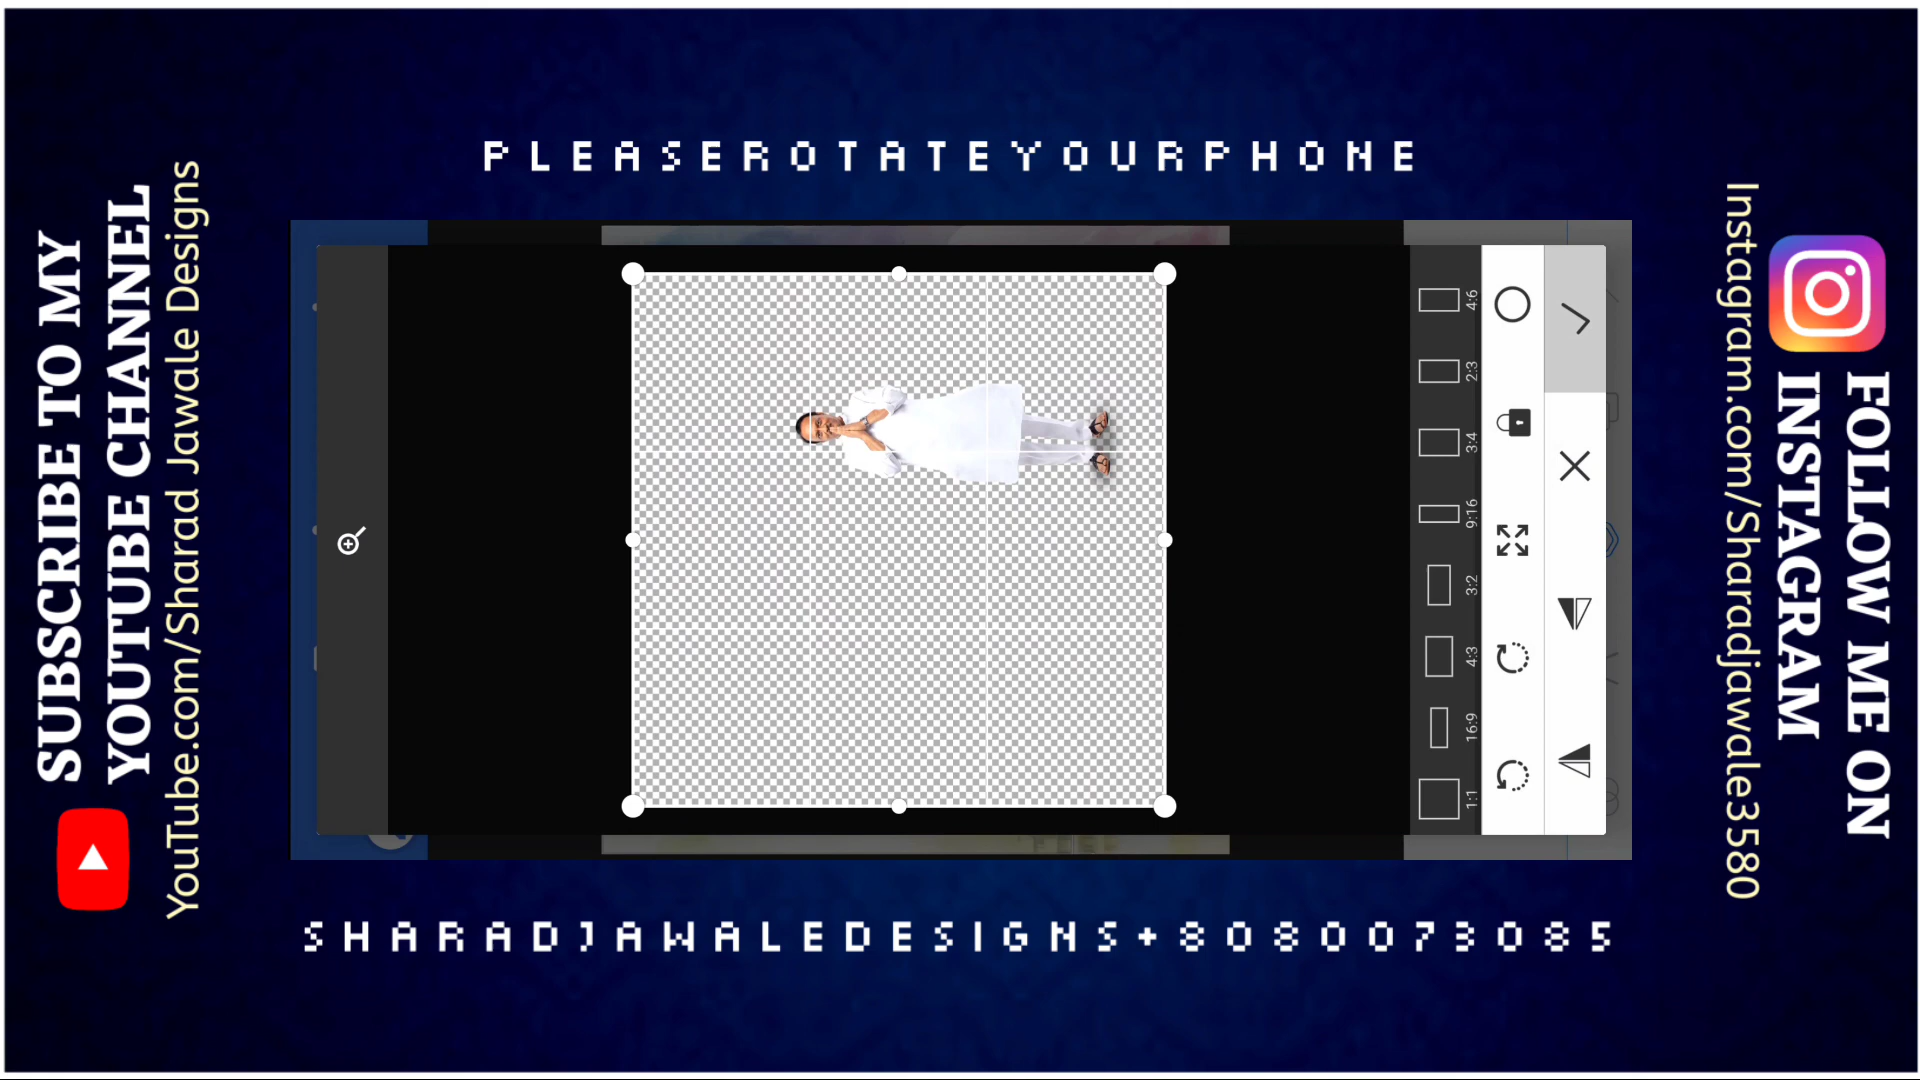 PLEASEROTATEYOURPHONE
SUBSCRIBE TO MY
YOUTUBE CHANNEL
YouTube.com/Sharad Jawale Designs
4:6
2:3
3:4
9:16
3:2
4:3
16:9
1:1
FOLLOW ME ON
INSTAGRAM
Instagram.com/Sharadjawale3580
SHARADJAWALEDESIGNS+8080073085